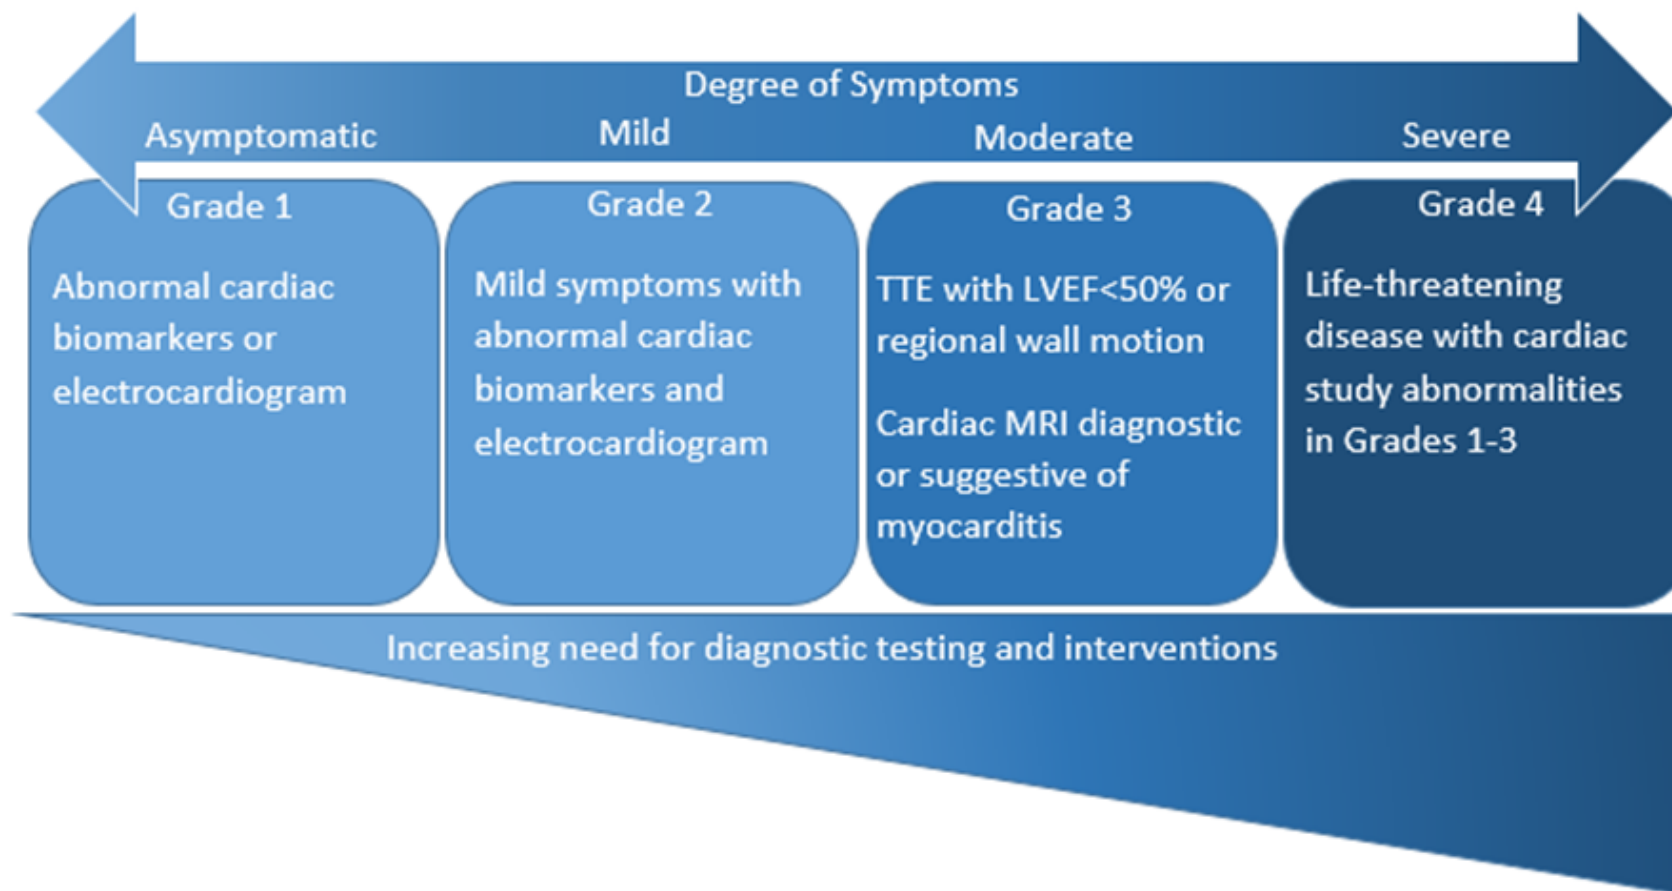 Degree of Symptoms
Asymptomatic
Mild
Moderate
Severe
Grade 1
Abnormal cardiac
biomarkers or
electrocardiogram
Grade 2
Mild symptoms with
abnormal cardiac
biomarkers and
electrocardiogram
Grade 3
TTE with LVEF<50% or
regional wall motion
Cardiac MRI diagnostic
or suggestive of
myocarditis
Grade 4
Life-threatening
disease with cardiac
study abnormalities
in Grades 1-3
Increasing need for diagnostic testing and interventions